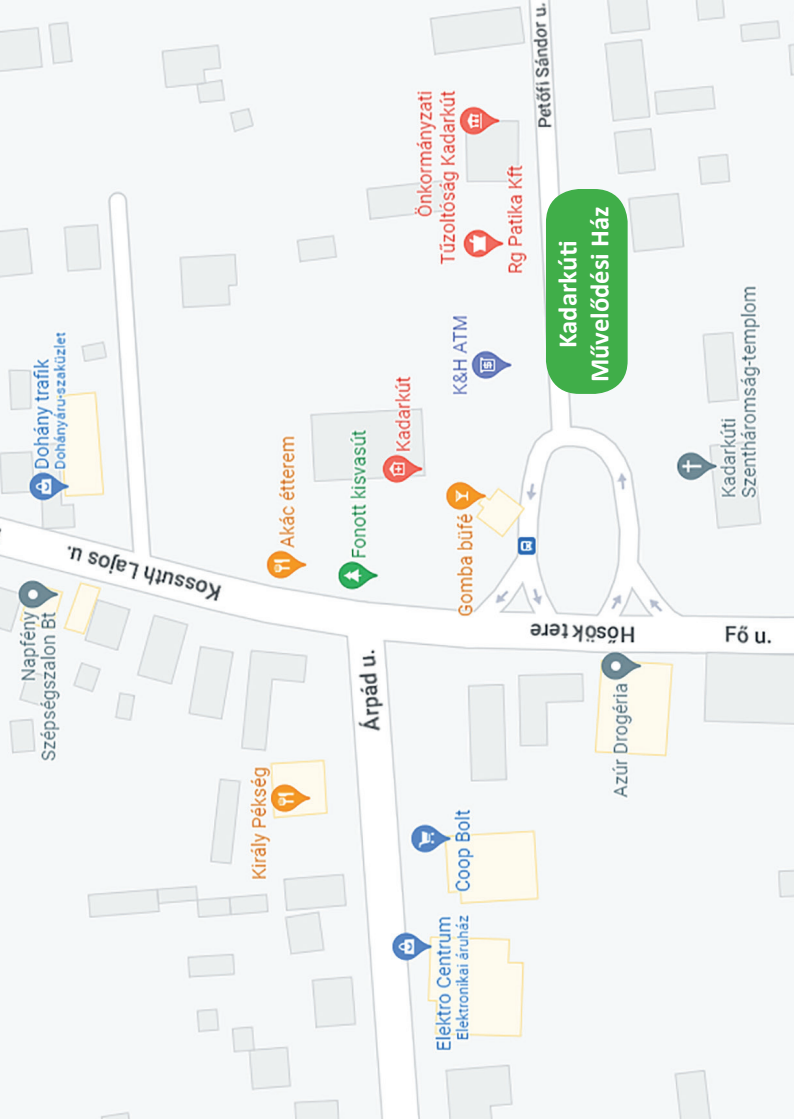 Petőfi Sándor u.
Önkormányzati
Tűzoltóság Kadarkút
Rg Patika Kft
Kadarkúti
Művelődési Ház
K&H ATM
Kadarkút
Dohány trafik
Dohányáru-szaküzlet
Akác étterem
Fonott kisvasút
Gomba büfé
Kadarkúti
Szentháromság-templom
Kossuth Lajos u.
Napfény
Szépségszalon Bt
Hősök tere
Fő u.
Árpád u.
Azúr Drogéria
Király Pékség
Coop Bolt
Elektro Centrum
Elektronikai áruház